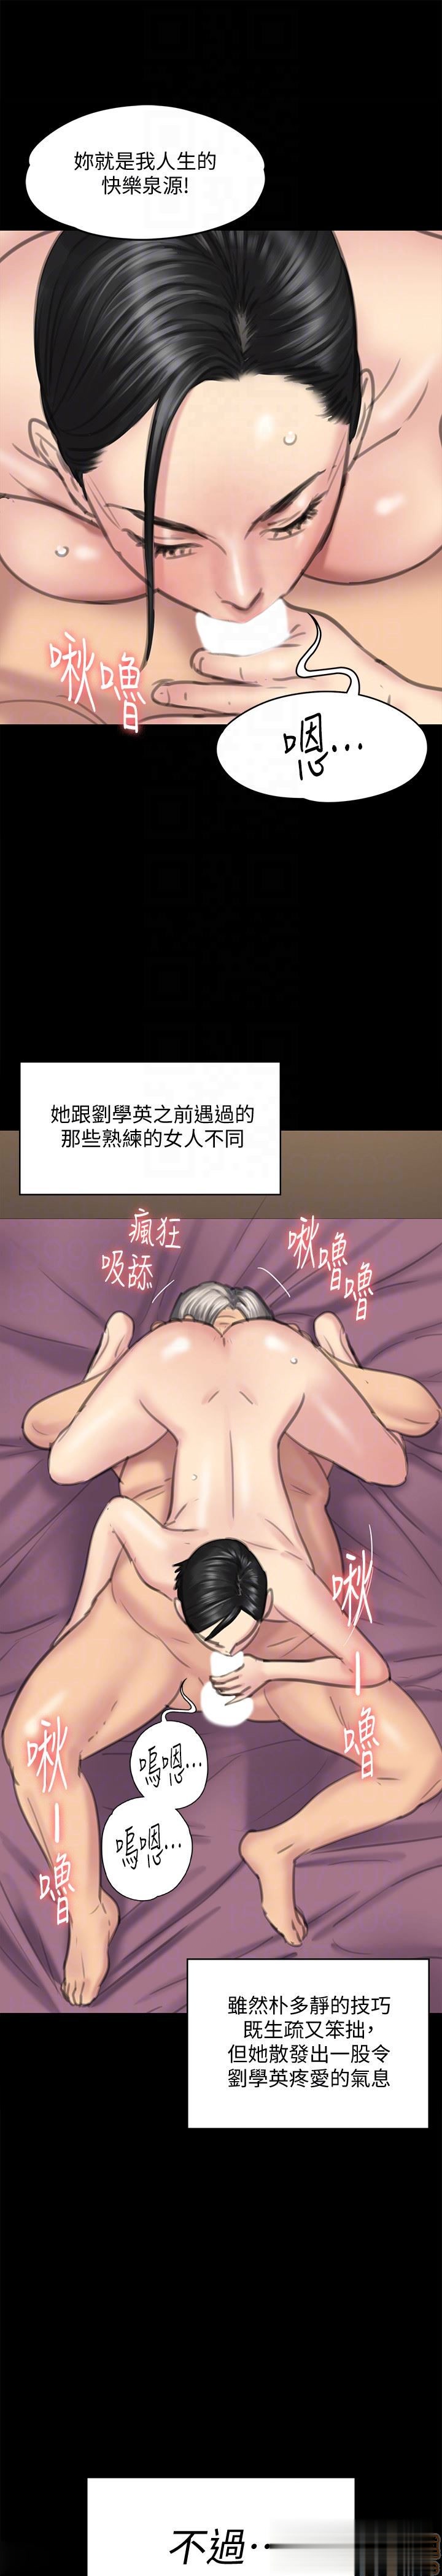 妳就是我人生的
快樂泉源!
啾嚕
嗯…
她跟劉學英之前遇過的
那些熟練的女人不同
瘋狂
吸舔
啾嚕嚕
啾-嚕
嗚嗯…
嗚嗯…
啾-嚕
雖然朴多靜的技巧
既生疏又笨拙,
但她散發出一股令
劉學英疼愛的氣息
不過‥